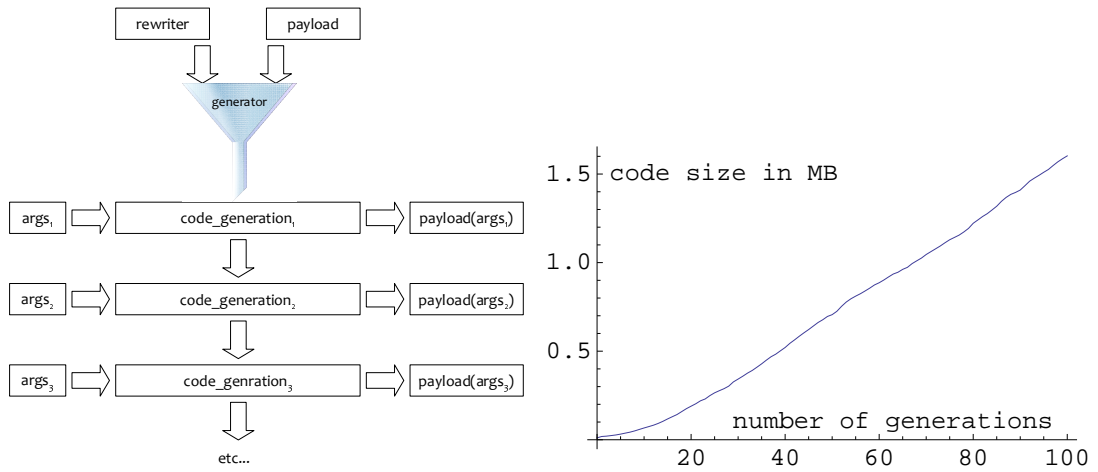 rewriter
payload
generator
args₁
code_generation₁
payload(args₁)
args₂
code_generation₂
payload(args₂)
args₃
code_genration₃
payload(args₃)
etc...
code size in MB
1.5
1.0
0.5
number of generations
20 40 60 80 100